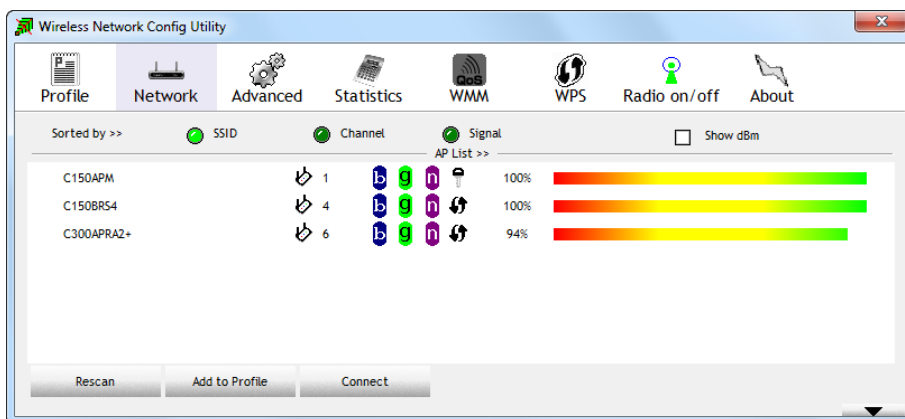 Wireless Network Config Utility
x
Profile Network Advanced Statistics QoS WMM WPS Radio on/off About
Sorted by >> SSID Channel Signal Show dBm
AP List >>
C150APM 1 b g n 100%
C150BRS4 4 b g n 100%
C300APRA2+ 6 b g n 94%
Rescan Add to Profile Connect